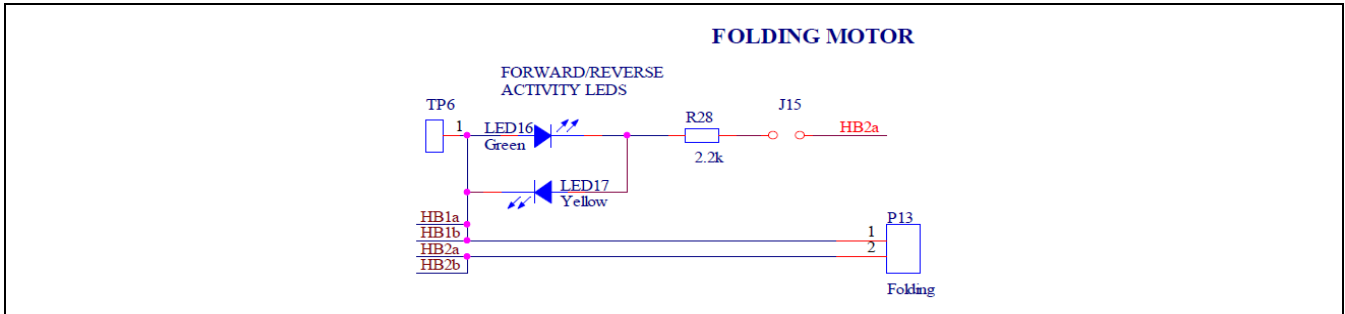 FOLDING MOTOR
FORWARD/REVERSE
ACTIVITY LEDS
TP6
1
LED16
Green
R28
2.2k
J15
HB2a
LED17
Yellow
HB1a
HB1b
HB2a
HB2b
P13
1
2
Folding